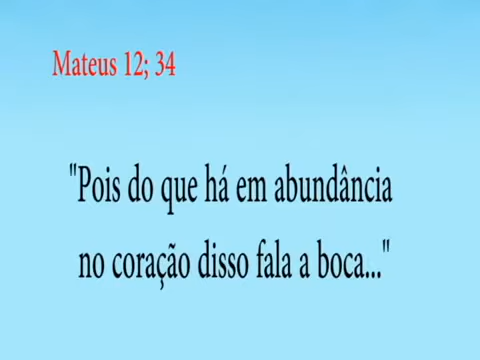 Mateus 12; 34
"Pois do que há em abundância
no coração disso fala a boca..."